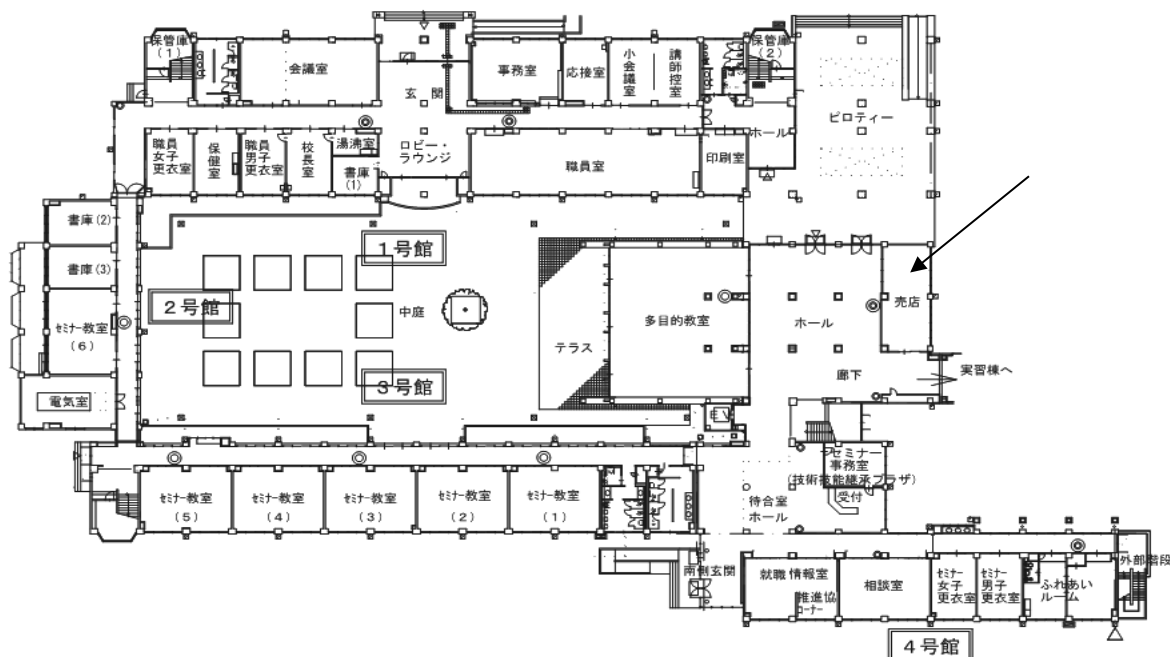 保管庫
(1)
会議室
玄関
事務室
応接室
小会議室
講師控室
保管庫
(2)
ピロティー
ホール
職員
女子
更衣室
保健室
職員
男子
更衣室
校長室
湯沸室
書庫
(1)
ロビー・
ラウンジ
職員室
印刷室
書庫(2)
書庫(3)
セミナー教室
(6)
電気室
1号館
2号館
3号館
中庭
テラス
多目的教室
ホール
売店
廊下
実習棟へ
セミナー教室
(5)
セミナー教室
(4)
セミナー教室
(3)
セミナー教室
(2)
セミナー教室
(1)
待合室
ホール
セミナー
事務室
(技術技能継承プラザ)
受付
南側玄関
就職情報室
推進協
コーナー
相談室
セミナー
女子
更衣室
セミナー
男子
更衣室
ふれあい
ルーム
外部階段
4号館